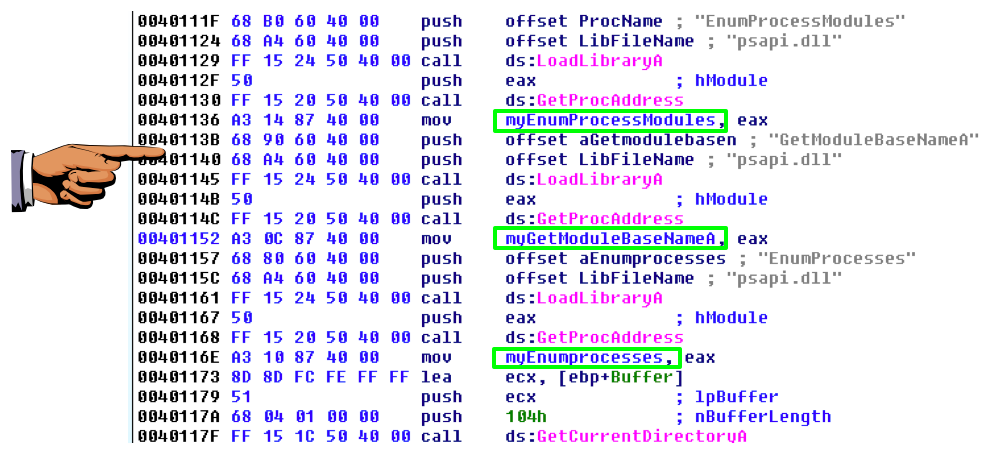 0040111F 68 B0 60 40 00 push offset ProcName ; "EnumProcessModules"
00401124 68 A4 60 40 00 push offset LibFileName ; "psapi.dll"
00401129 FF 15 24 50 40 00 call ds:LoadLibraryA
0040112F 50 push eax ; hModule
00401130 FF 15 20 50 40 00 call ds:GetProcAddress
00401136 A3 14 87 40 00 mov myEnumProcessModules, eax
0040113B 68 90 60 40 00 push offset aGetmodulebasen ; "GetModuleBaseNameA"
00401140 68 A4 60 40 00 push offset LibFileName ; "psapi.dll"
00401145 FF 15 24 50 40 00 call ds:LoadLibraryA
0040114B 50 push eax ; hModule
0040114C FF 15 20 50 40 00 call ds:GetProcAddress
00401152 A3 0C 87 40 00 mov myGetModuleBaseNameA, eax
00401157 68 80 60 40 00 push offset aEnumprocesses ; "EnumProcesses"
0040115C 68 A4 60 40 00 push offset LibFileName ; "psapi.dll"
00401161 FF 15 24 50 40 00 call ds:LoadLibraryA
00401167 50 push eax ; hModule
00401168 FF 15 20 50 40 00 call ds:GetProcAddress
0040116E A3 10 87 40 00 mov myEnumprocesses, eax
00401173 8D 8D FC FE FF FF lea ecx, [ebp+Buffer]
00401179 51 push ecx ; lpBuffer
0040117A 68 04 01 00 00 push 104h ; nBufferLength
0040117F FF 15 1C 50 40 00 call ds:GetCurrentDirectoryA